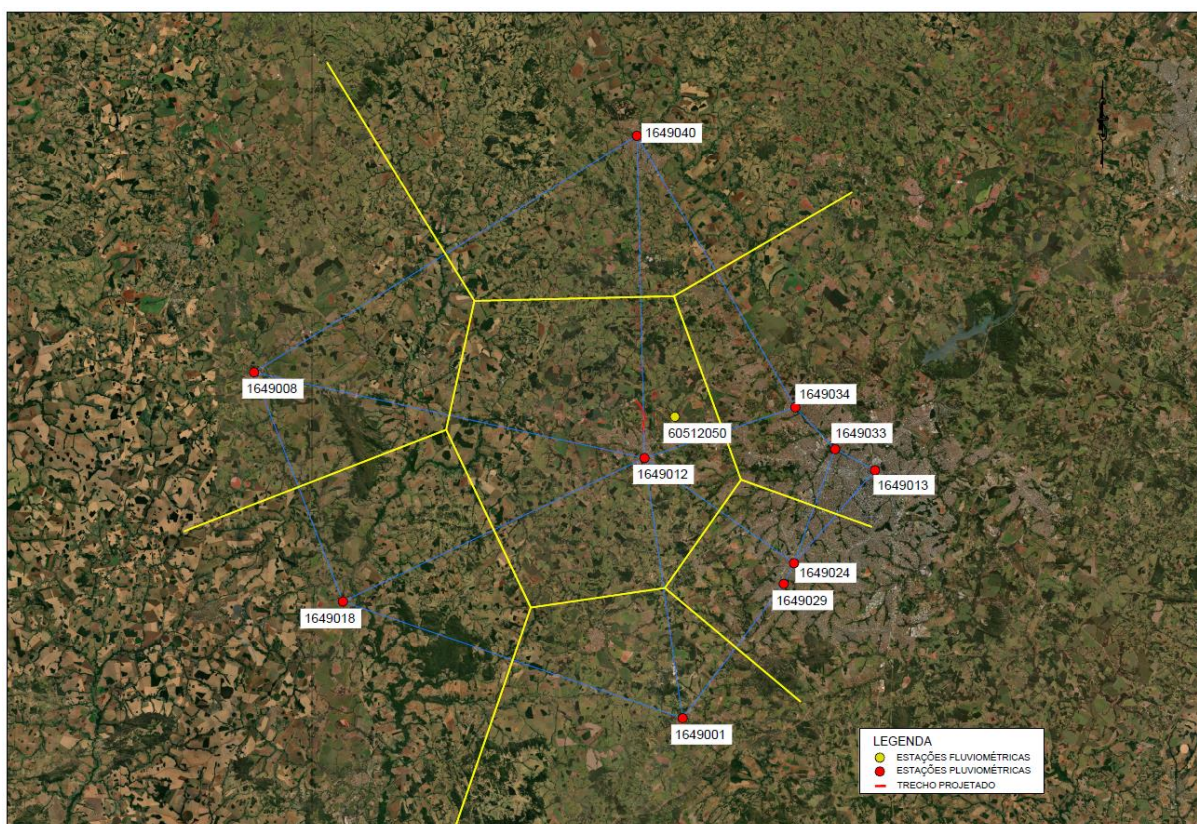 1649040
1649008
1649034
60512050
1649033
1649012
1649013
1649024
1649029
1649018
1649001
LEGENDA
ESTAÇÕES FLUVIOMÉTRICAS
ESTAÇÕES PLUVIOMÉTRICAS
TRECHO PROJETADO